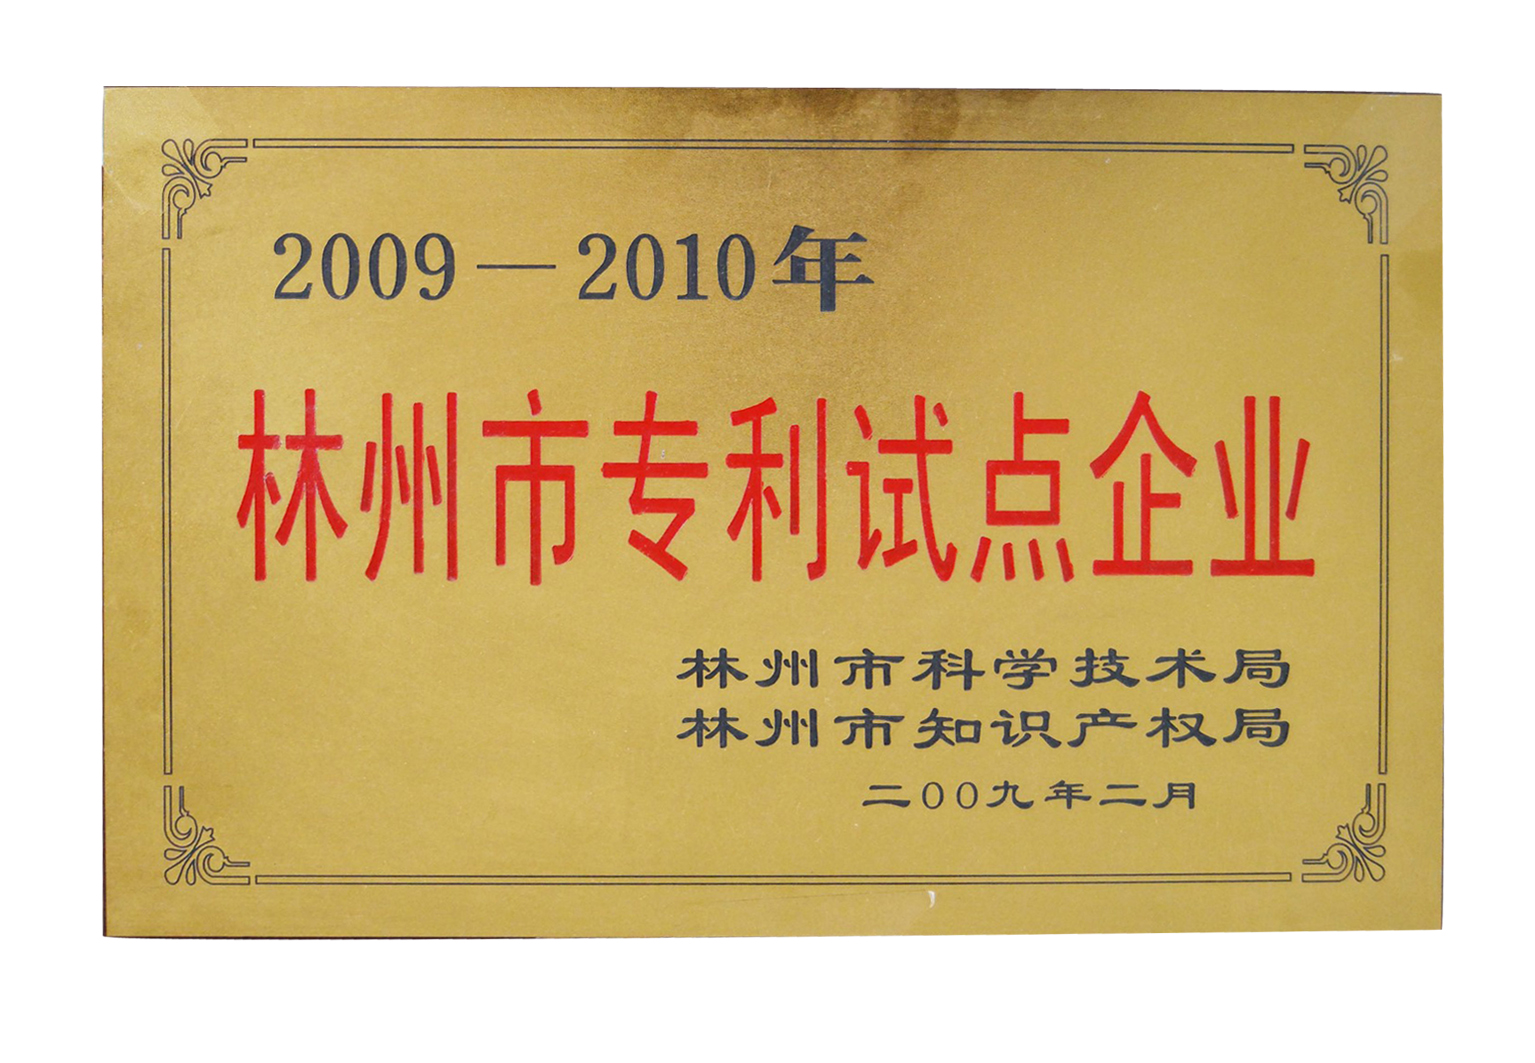 2009—2010年
林州市专利试点企业
林州市科学技术局
林州市知识产权局
二00九年二月